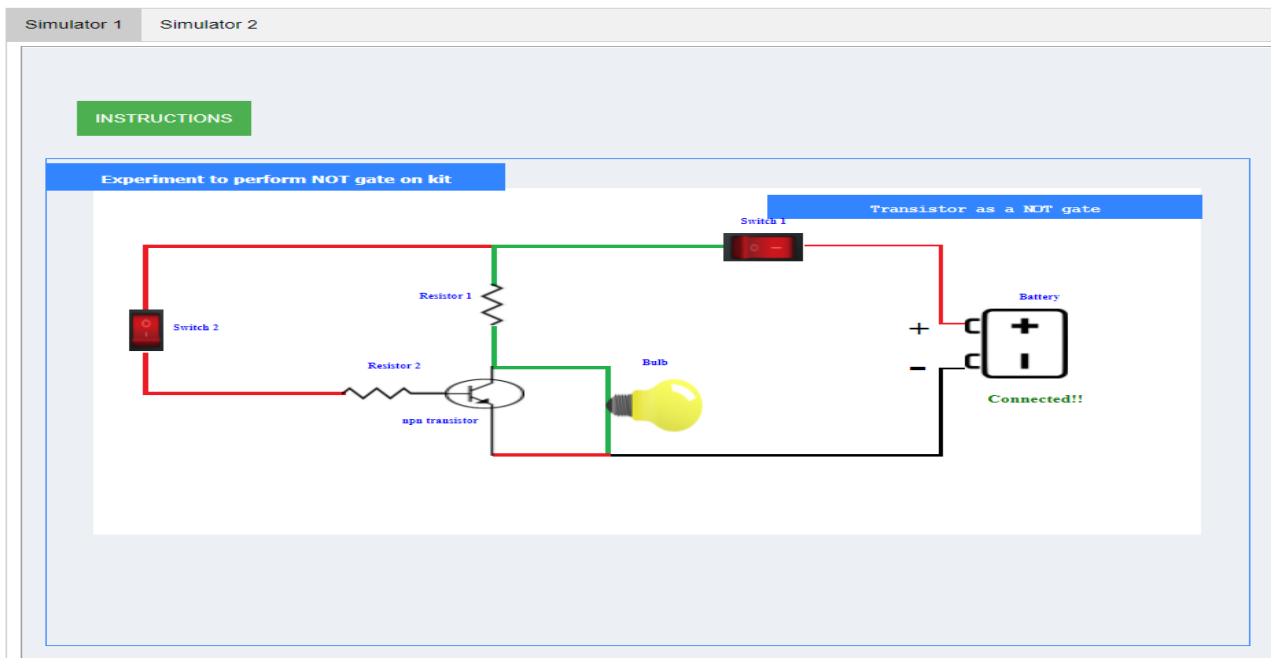 Simulator 1 Simulator 2
INSTRUCTIONS
Experiment to perform NOT gate on kit
Transistor as a NOT gate
Switch 1
Resistor 1
Battery
+
Switch 2
Resistor 2
Bulb
−
Connected!!
npn transistor